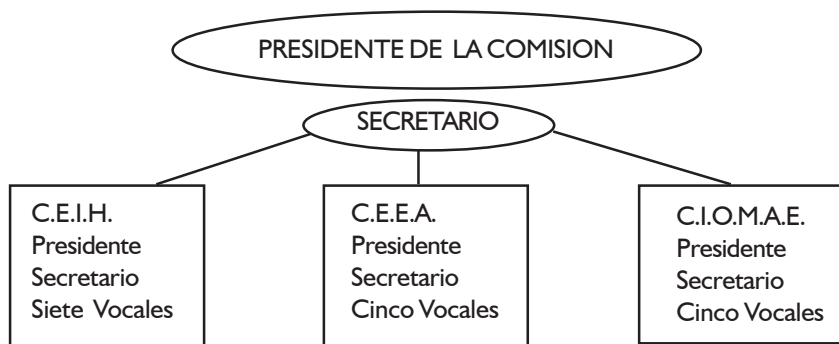 PRESIDENTE DE LA COMISION
SECRETARIO
C.E.I.H.
Presidente
Secretario
Siete Vocales
C.E.E.A.
Presidente
Secretario
Cinco Vocales
C.I.O.M.A.E.
Presidente
Secretario
Cinco Vocales